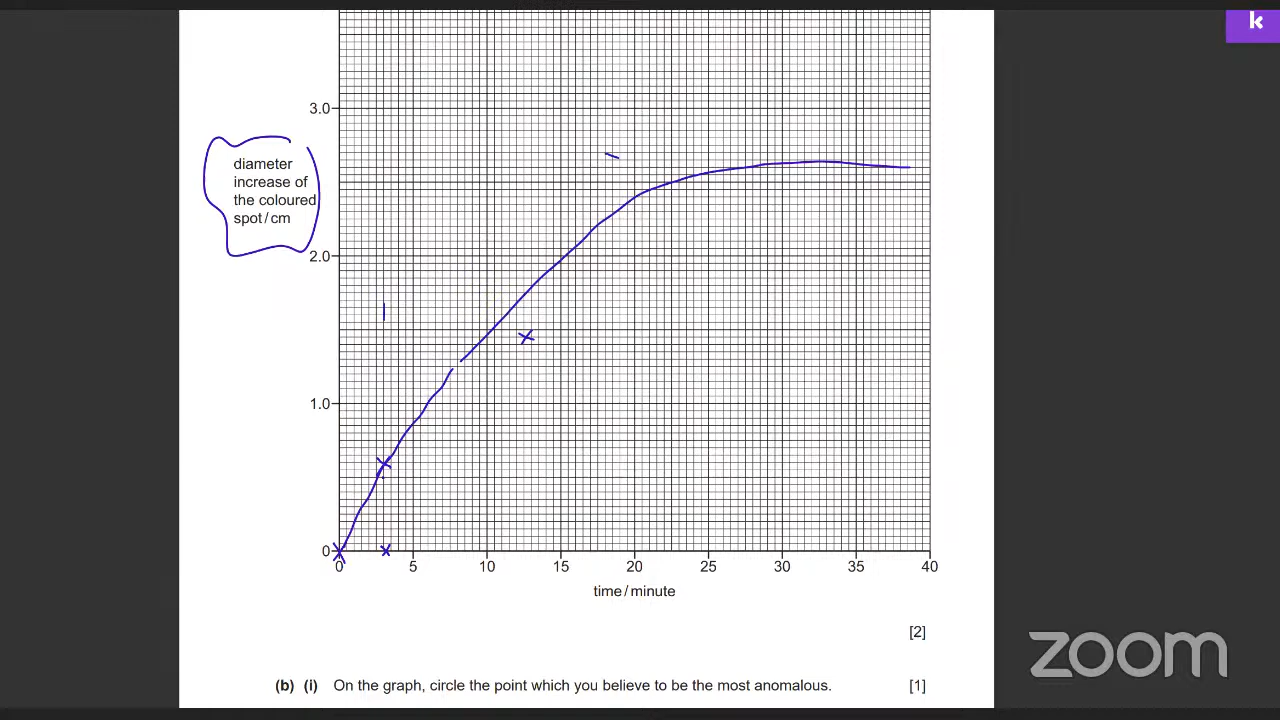 k
3.0
diameter
increase of
the coloured
spot/cm
2.0
1.0
0
0 5 10 15 20 25 30 35 40
time/minute
[2]
zoom
(b) (i) On the graph, circle the point which you believe to be the most anomalous. [1]